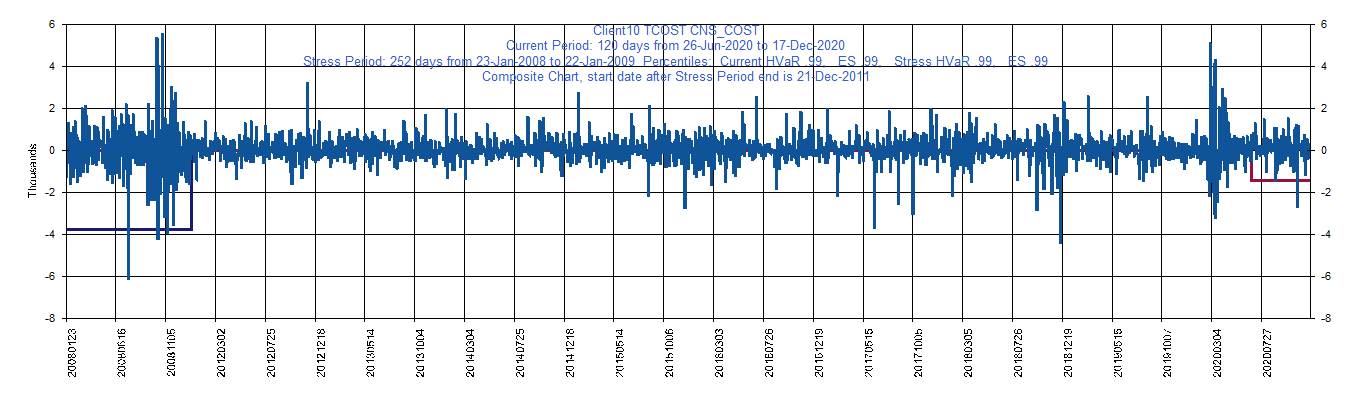 Client10 TCOST CNS_COST
Current Period: 120 days from 26-Jun-2020 to 17-Dec-2020
Stress Period: 252 days from 23-Jan-2008 to 22-Jan-2009 Percentiles: Current HVaR .99, ES .99, Stress HVaR .99, ES .99
Composite Chart, start date after Stress Period end is 21-Dec-2011
6 6
4 4
2 2
0 0
-2 -2
-4 -4
-6 -6
-8 -8
Thousands
20080123 20080616 20081105 20120302 20120725 20121218 20130514 20131004 20140304 20140725 20141218 20150514 20151006 20160303 20160726 20161219 20170515 20171005 20180305 20180726 20181219 20190515 20191007 20200304 20200727